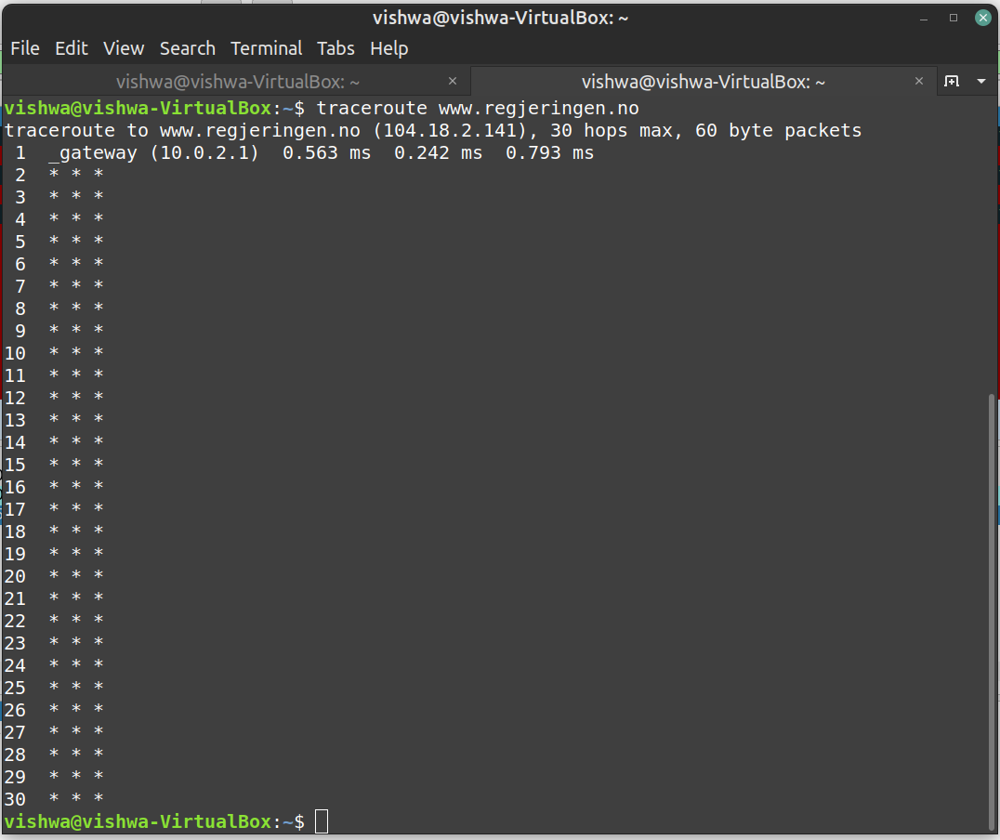 vishwa@vishwa-VirtualBox: ~
File Edit View Search Terminal Tabs Help
vishwa@vishwa-VirtualBox: ~ × vishwa@vishwa-VirtualBox: ~ ×
vishwa@vishwa-VirtualBox:~$ traceroute www.regjeringen.no
traceroute to www.regjeringen.no (104.18.2.141), 30 hops max, 60 byte packets
 1  _gateway (10.0.2.1)  0.563 ms  0.242 ms  0.793 ms
 2  * * *
 3  * * *
 4  * * *
 5  * * *
 6  * * *
 7  * * *
 8  * * *
 9  * * *
10  * * *
11  * * *
12  * * *
13  * * *
14  * * *
15  * * *
16  * * *
17  * * *
18  * * *
19  * * *
20  * * *
21  * * *
22  * * *
23  * * *
24  * * *
25  * * *
26  * * *
27  * * *
28  * * *
29  * * *
30  * * *
vishwa@vishwa-VirtualBox:~$